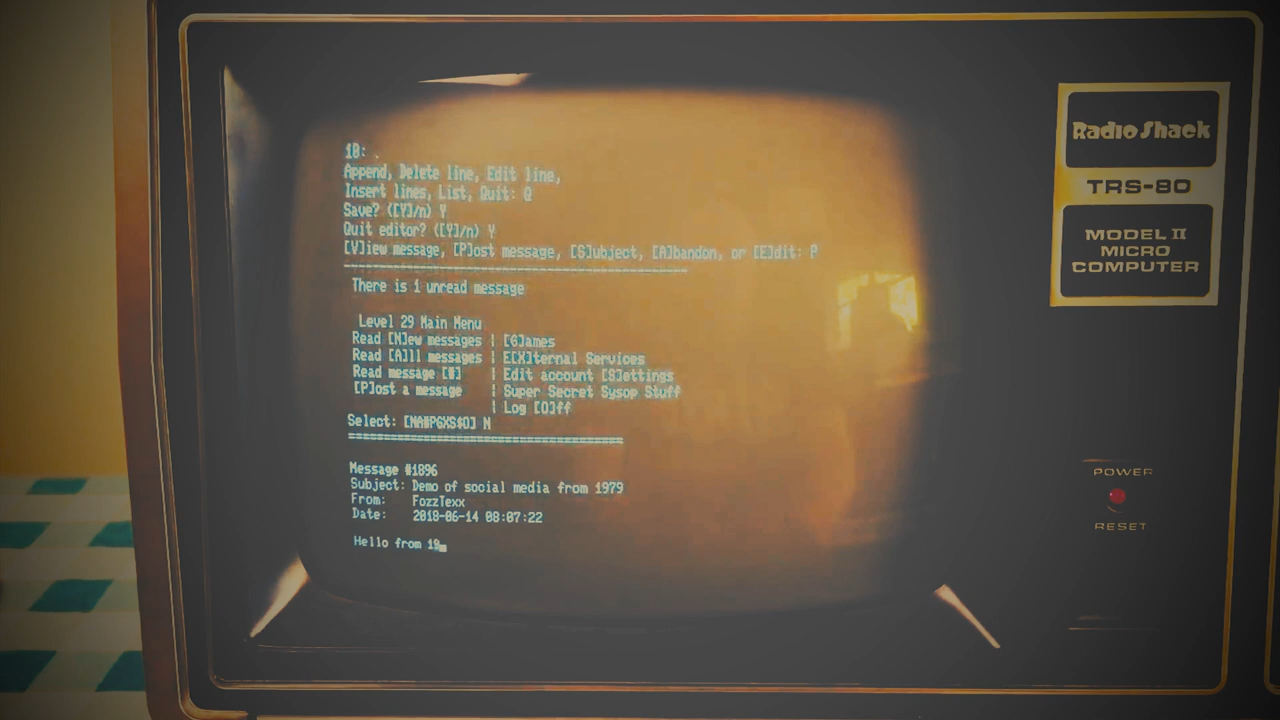 10: .
Append, Delete line, Edit line,
Insert lines, List, Quit: Q
Save? ([Y]/n) Y
Quit editor? ([Y]/n) Y
[V]iew message, [P]ost message, [S]ubject, [A]bandon, or [E]dit: P
There is 1 unread message
Level 29 Main Menu
Read [N]ew messages | [G]ames
Read [A]ll messages | E[X]ternal Services
Read message [#] | Edit account [S]ettings
[P]ost a message | Super Secret Sysop Stuff
| Log [O]ff
Select: [NA#PGXS$O] N
Message #1896
Subject: Demo of social media from 1979
From: FozzTexx
Date: 2018-06-14 08:07:22
Hello from 19
Radio Shack
TRS-80
MODEL II
MICRO
COMPUTER
POWER
RESET